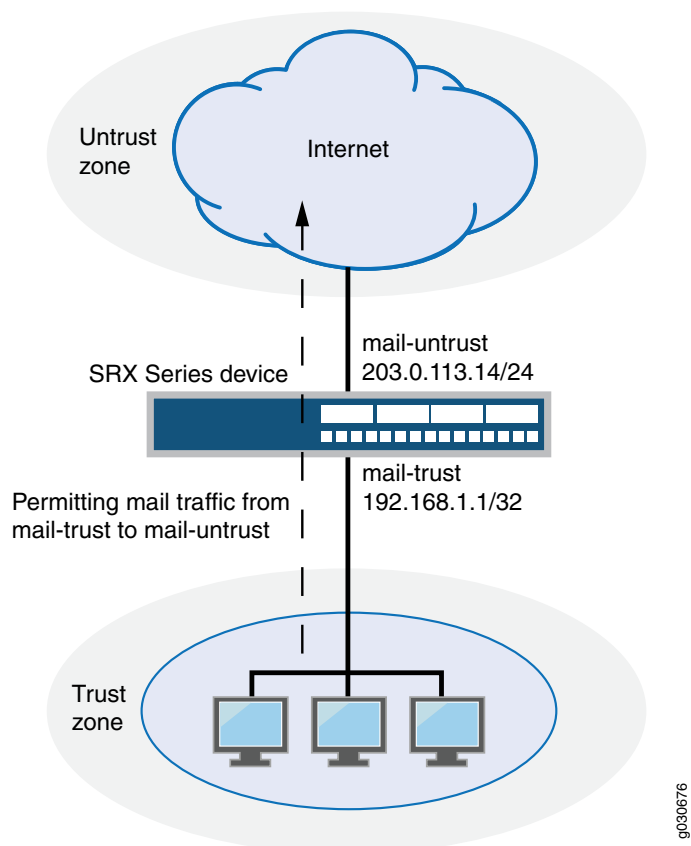 Untrust
zone
Internet
mail-untrust
203.0.113.14/24
SRX Series device
mail-trust
192.168.1.1/32
Permitting mail traffic from
mail-trust to mail-untrust
Trust
zone
g030676